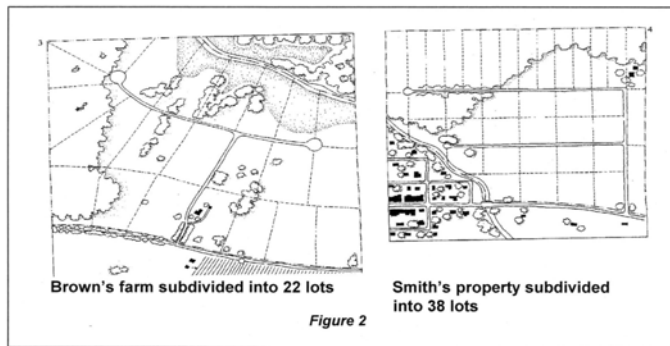 3
4
Brown's farm subdivided into 22 lots
Smith's property subdivided
into 38 lots
Figure 2